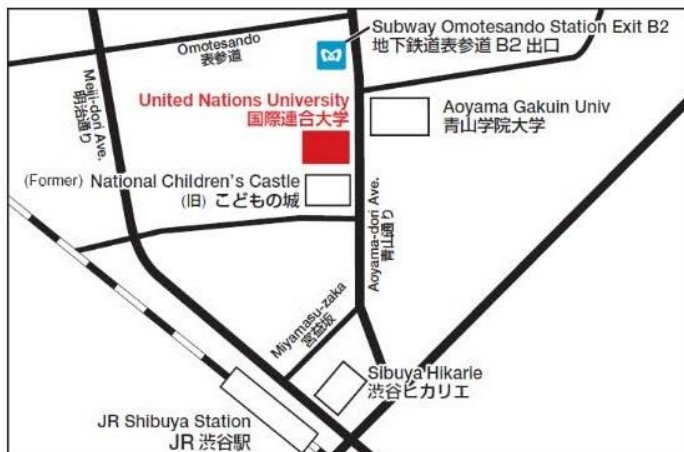 Subway Omotesando Station Exit B2
地下鉄道表参道 B2 出口
Omotesando
表参道
Meiji-dori Ave.
明治通り
United Nations University
国際連合大学
Aoyama Gakuin Univ
青山学院大学
(Former) National Children's Castle
(旧) こどもの城
Aoyama-dori Ave.
青山通り
Miyamasu-zaka
宮益坂
Sibuya Hikarie
渋谷ヒカリエ
JR Shibuya Station
JR 渋谷駅